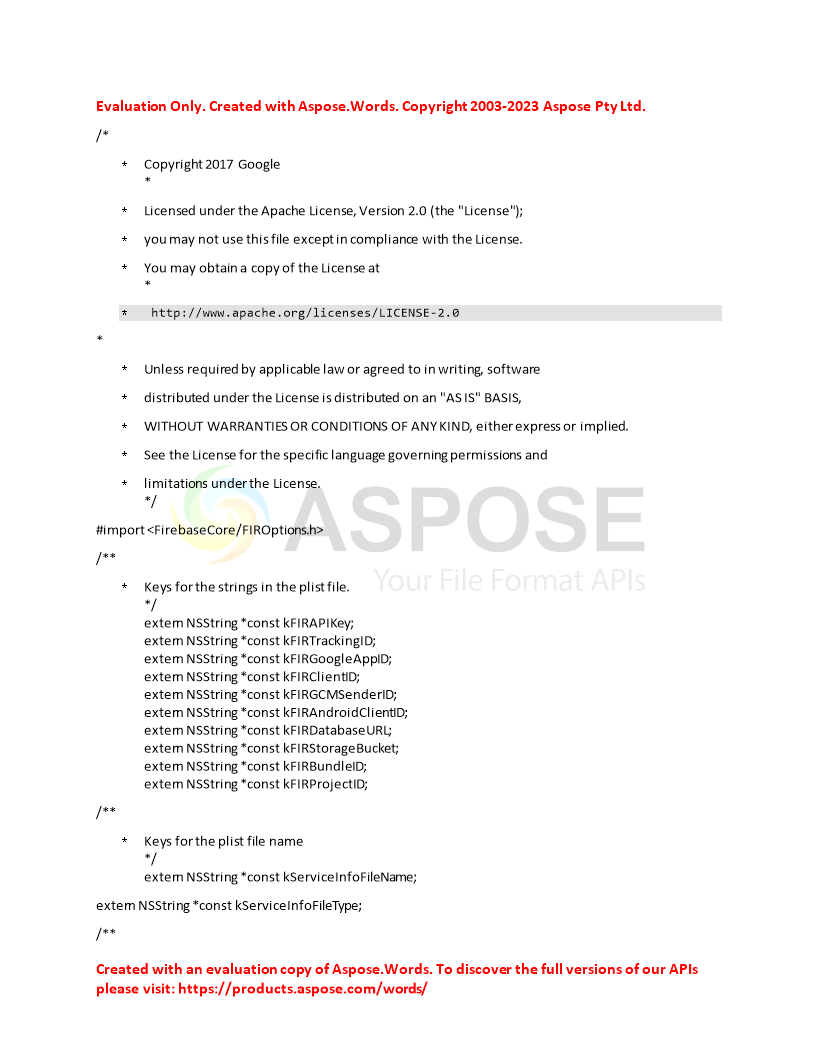 Evaluation Only. Created with Aspose.Words. Copyright 2003-2023 Aspose Pty Ltd.
/*
* Copyright 2017 Google
*
* Licensed under the Apache License, Version 2.0 (the "License");
* you may not use this file except in compliance with the License.
* You may obtain a copy of the License at
*
* http://www.apache.org/licenses/LICENSE-2.0
*
* Unless required by applicable law or agreed to in writing, software
* distributed under the License is distributed on an "AS IS" BASIS,
* WITHOUT WARRANTIES OR CONDITIONS OF ANY KIND, either express or implied.
* See the License for the specific language governing permissions and
* limitations under the License.
*/
ASPOSE
#import <FirebaseCore/FIROptions.h>
/**
Your File Format APIs
* Keys for the strings in the plist file.
*/
extern NSString *const kFIRAPIKey;
extern NSString *const kFIRTrackingID;
extern NSString *const kFIRGoogleAppID;
extern NSString *const kFIRClientID;
extern NSString *const kFIRGCMSenderID;
extern NSString *const kFIRAndroidClientID;
extern NSString *const kFIRDatabaseURL;
extern NSString *const kFIRStorageBucket;
extern NSString *const kFIRBundleID;
extern NSString *const kFIRProjectID;
/**
* Keys for the plist file name
*/
extern NSString *const kServiceInfoFileName;
extern NSString *const kServiceInfoFileType;
/**
Created with an evaluation copy of Aspose.Words. To discover the full versions of our APIs
please visit: https://products.aspose.com/words/